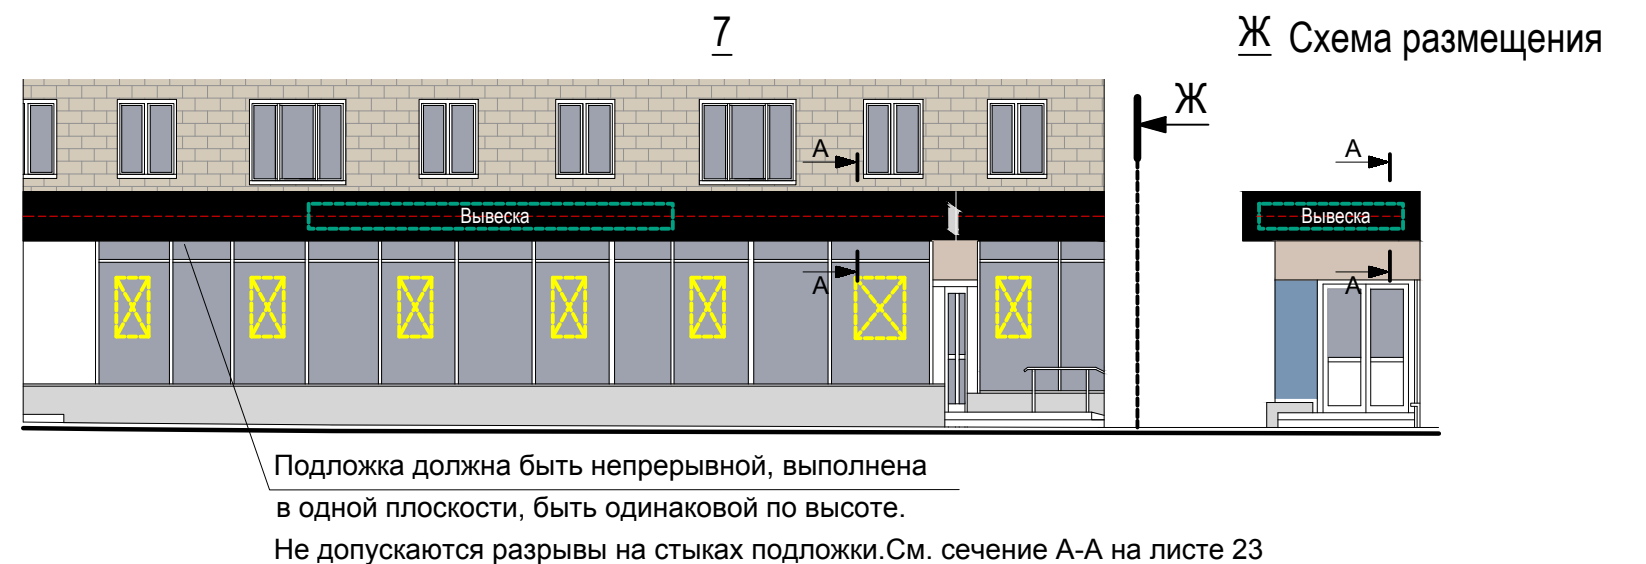 7
Ж Схема размещения
Ж
А
А
Вывеска
Вывеска
А
А
Подложка должна быть непрерывной, выполнена
в одной плоскости, быть одинаковой по высоте.
Не допускаются разрывы на стыках подложки.См. сечение А-А на листе 23